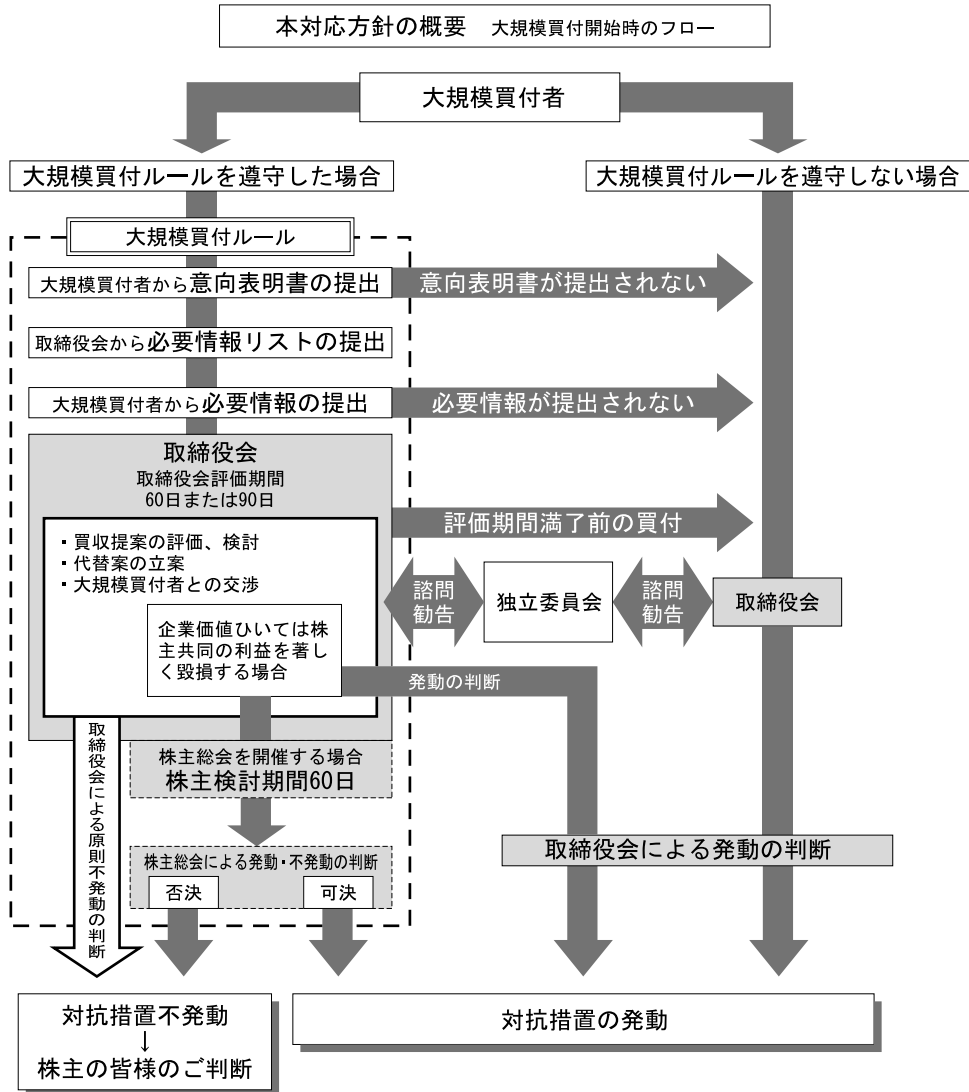 本対応方針の概要 大規模買付開始時のフロー
大規模買付者
大規模買付ルールを遵守した場合
大規模買付ルールを遵守しない場合
大規模買付ルール
大規模買付者から意向表明書の提出
意向表明書が提出されない
取締役会から必要情報リストの提出
大規模買付者から必要情報の提出
必要情報が提出されない
取締役会
取締役会評価期間
60日または90日
評価期間満了前の買付
・買収提案の評価、検討
・代替案の立案
・大規模買付者との交渉
諮問
勧告
独立委員会
諮問
勧告
取締役会
企業価値ひいては株
主共同の利益を著し
く毀損する場合
発動の判断
取締役会による原則不発動の判断
株主総会を開催する場合
株主検討期間60日
取締役会による発動の判断
株主総会による発動・不発動の判断
否決
可決
対抗措置不発動
↓
株主の皆様のご判断
対抗措置の発動